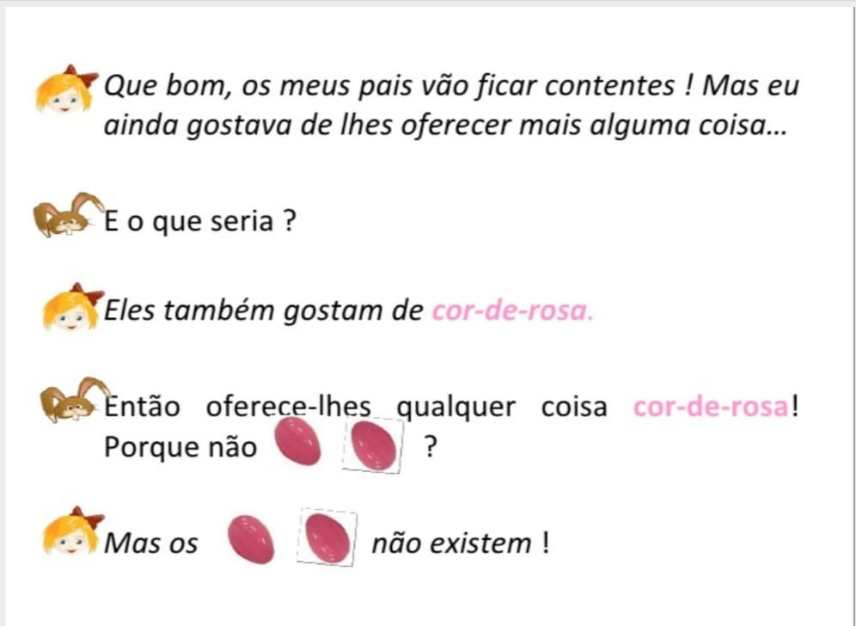 Que bom, os meus pais vão ficar contentes ! Mas eu
ainda gostava de lhes oferecer mais alguma coisa...
E o que seria ?
Eles também gostam de cor-de-rosa.
Então oferece-lhes qualquer coisa cor-de-rosa!
Porque não ?
Mas os não existem !